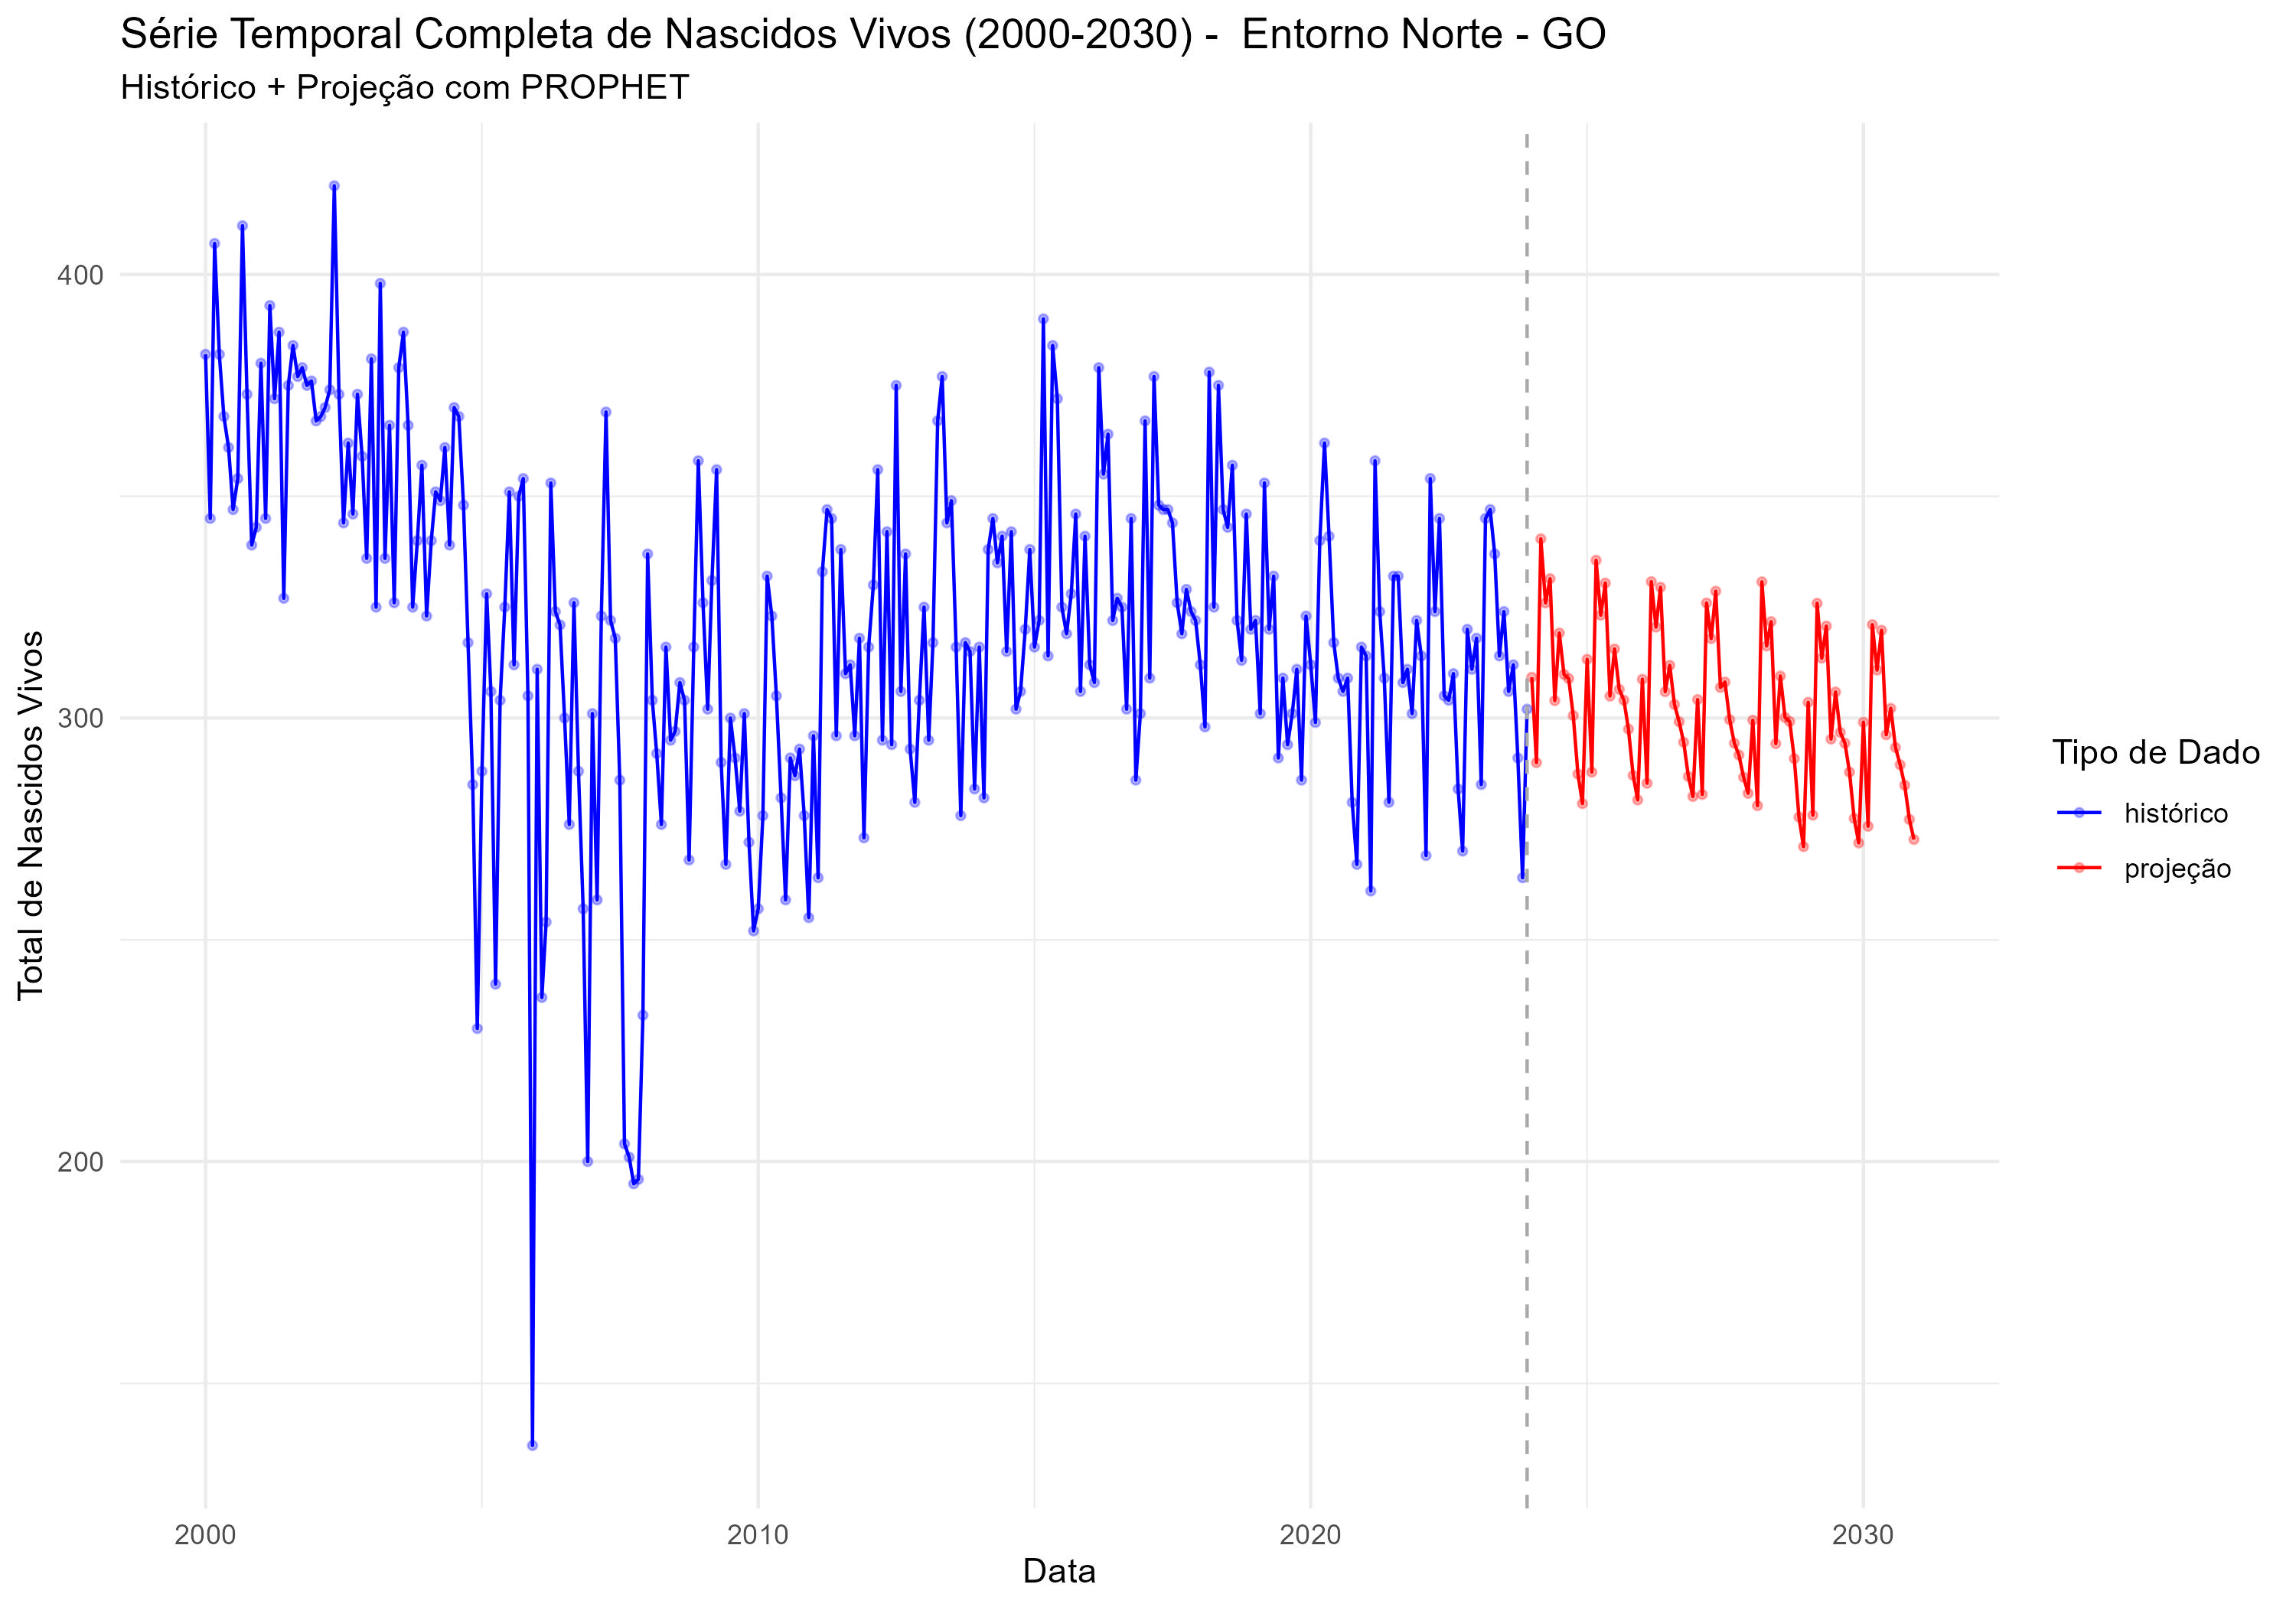 Série Temporal Completa de Nascidos Vivos (2000-2030) -  Entorno Norte - GO
Histórico + Projeção com PROPHET
Total de Nascidos Vivos
400
300
200
2000
2010
2020
2030
Data
Tipo de Dado
histórico
projeção